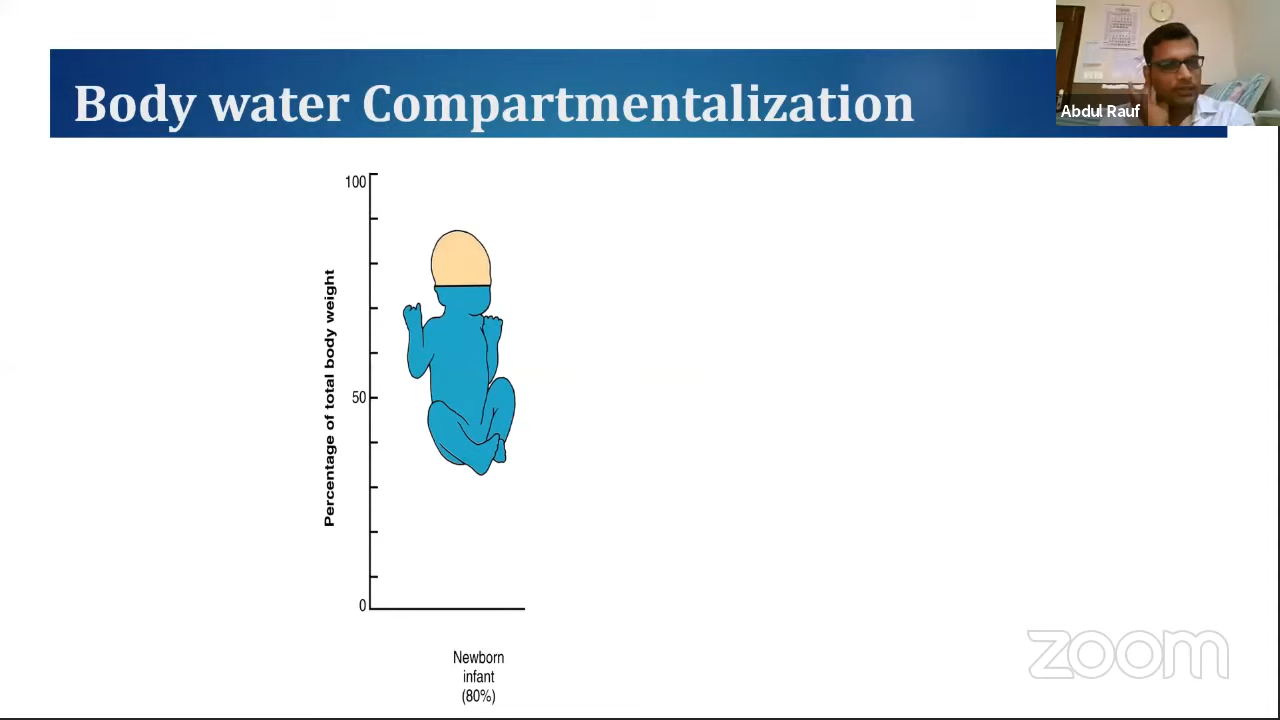 Body water Compartmentalization
Abdul Rauf
100
50
0
Percentage of total body weight
Newborn
infant
(80%)
zoom